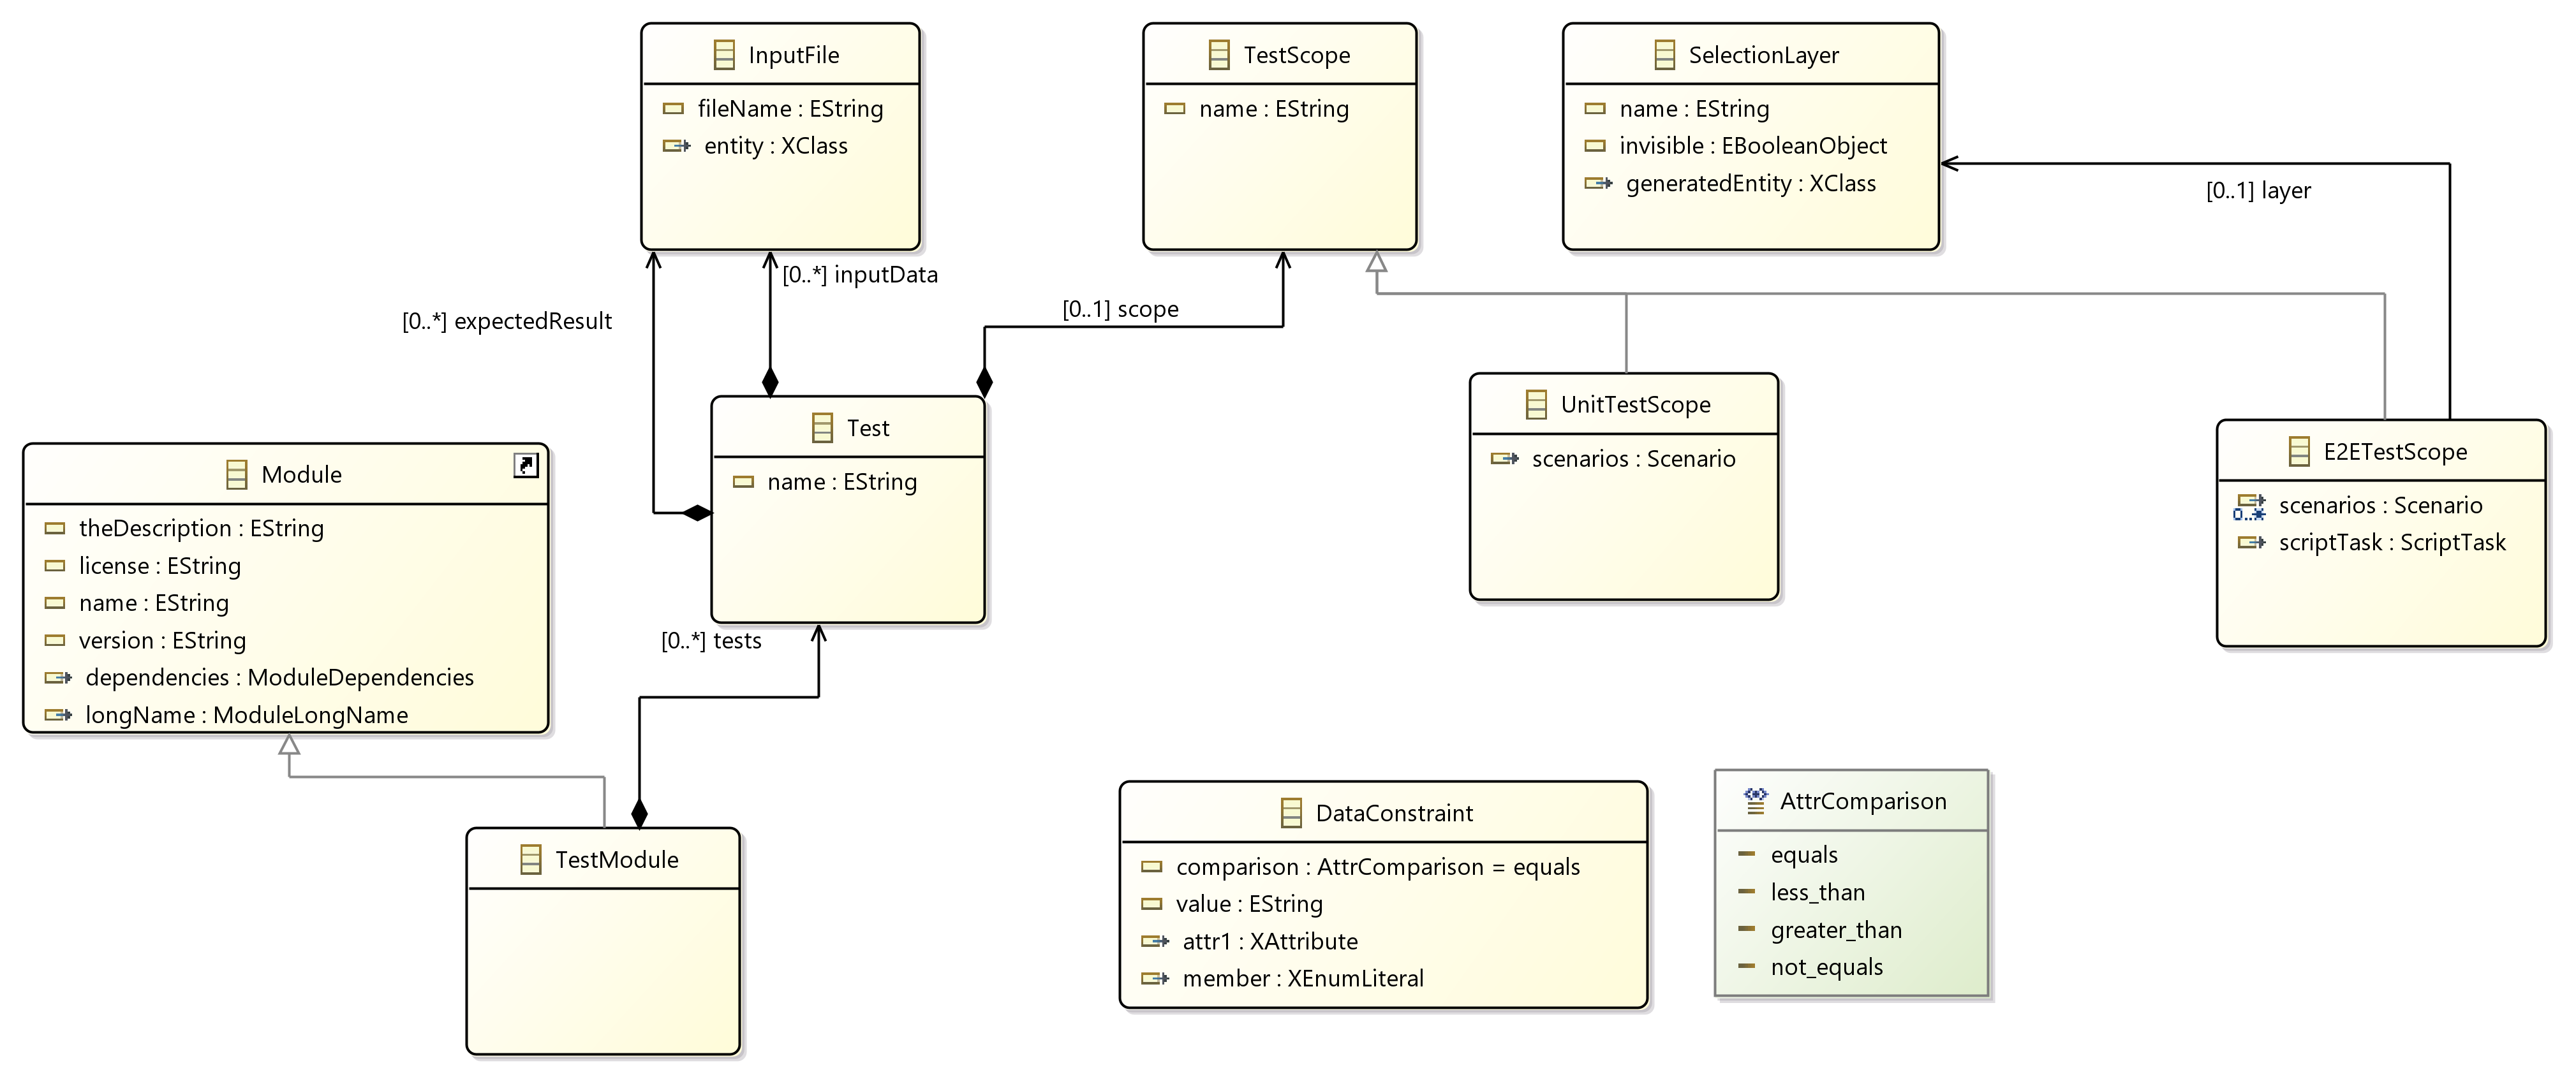 InputFile
fileName : EString
entity : XClass
TestScope
name : EString
SelectionLayer
name : EString
invisible : EBooleanObject
generatedEntity : XClass
[0..1] layer
[0..*] inputData
[0..1] scope
[0..*] expectedResult
UnitTestScope
scenarios : Scenario
Test
name : EString
E2ETestScope
0..*
scenarios : Scenario
scriptTask : ScriptTask
Module
theDescription : EString
license : EString
name : EString
version : EString
dependencies : ModuleDependencies
longName : ModuleLongName
[0..*] tests
TestModule
DataConstraint
comparison : AttrComparison = equals
value : EString
attr1 : XAttribute
member : XEnumLiteral
AttrComparison
equals
less_than
greater_than
not_equals